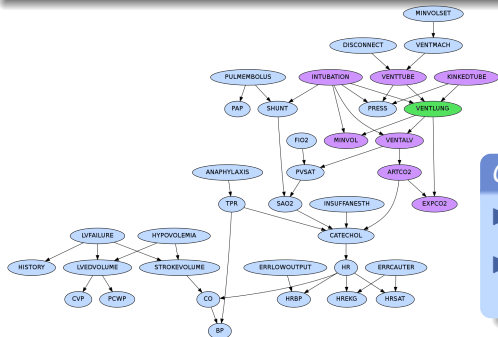 MINVOLSET
DISCONNECT VENTMACH
PULMEMBOLUS INTUBATION VENTTUBE KINKEDTUBE
PAP SHUNT PRESS VENTLUNG
FIO2 MINVOL VENTALV
ANAPHYLAXIS PVSAT ARTCO2
TPR SAO2 INSUFFANESTH EXPCO2
LVFAILURE HYPOVOLEMIA CATECHOL
HISTORY LVEDVOLUME STROKEVOLUME ERRLOWOUTPUT HR ERRCAUTER
CVP PCWP CO HRBP HREKG HRSAT
BP